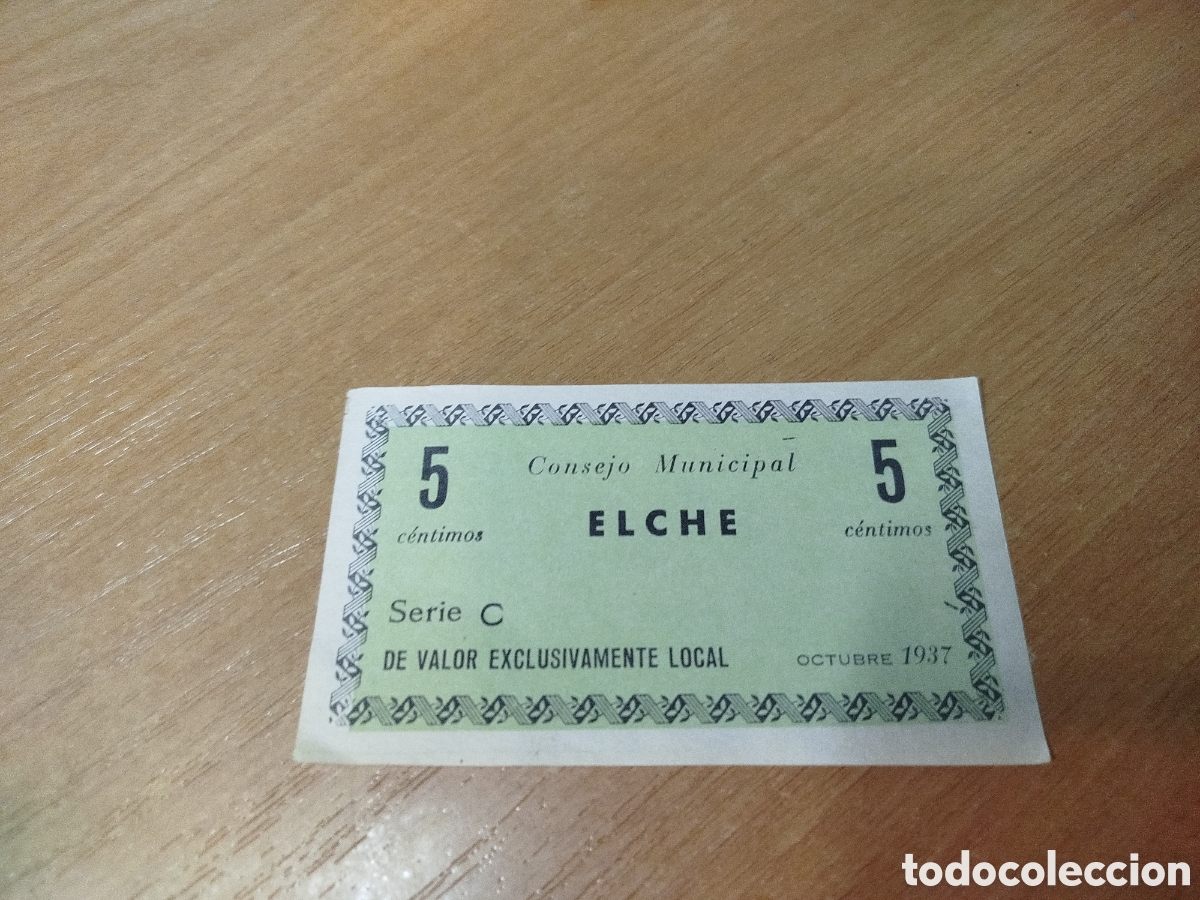 5 Consejo Municipal 5
céntimos ELCHE céntimos
Serie C
DE VALOR EXCLUSIVAMENTE LOCAL OCTUBRE 1937
todocoleccion